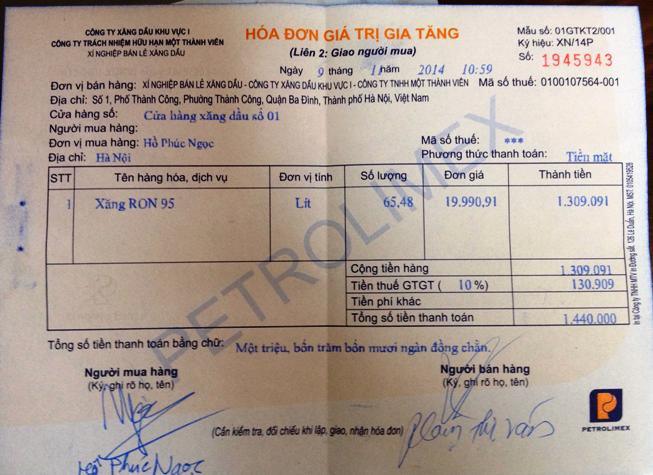 CÔNG TY XĂNG DẦU KHU VỰC I
CÔNG TY TRÁCH NHIỆM HỮU HẠN MỘT THÀNH VIÊN
XÍ NGHIỆP BÁN LẺ XĂNG DẦU
HÓA ĐƠN GIÁ TRỊ GIA TĂNG
(Liên 2: Giao người mua)
Ngày 9 tháng 11/ 2014 10:59
Mẫu số: 01GTKT2/001
Ký hiệu: XN/14P
Số: 1945943
Đơn vị bán hàng: XÍ NGHIỆP BÁN LẺ XĂNG DẦU - CÔNG TY XĂNG DẦU KHU VỰC I - CÔNG TY TNHH MỘT THÀNH VIÊN Mã số thuế: 0100107564-001
Địa chỉ: Số 1, Phố Thành Công, Phường Thành Công, Quận Ba Đình, Thành phố Hà Nội, Việt Nam
Cửa hàng số: Cửa hàng xăng dầu số 01
Người mua hàng:
Đơn vị mua hàng: Hồ Phúc Ngọc Mã số thuế: ***
Địa chỉ: Hà Nội Phương thức thanh toán: Tiền mặt
STT Tên hàng hóa, dịch vụ Đơn vị tính Số lượng Đơn giá Thành tiền
1 Xăng RON 95 Lít 65,48 19.990,91 1.309.091
Cộng tiền hàng 1.309.091
Tiền thuế GTGT ( 10 %) 130.909
Tiền phí khác
Tổng số tiền thanh toán 1.440.000
Tổng số tiền thanh toán bằng chữ: Một triệu, bốn trăm bốn mươi ngàn đồng chẵn.
Người mua hàng
(Ký, ghi rõ họ, tên)
Người bán hàng
(Ký, ghi rõ họ, tên)
(Cần kiểm tra, đối chiếu khi lập, giao, nhận hóa đơn)
Hồ Phúc Ngọc
PETROLIMEX
PETROLIMEX